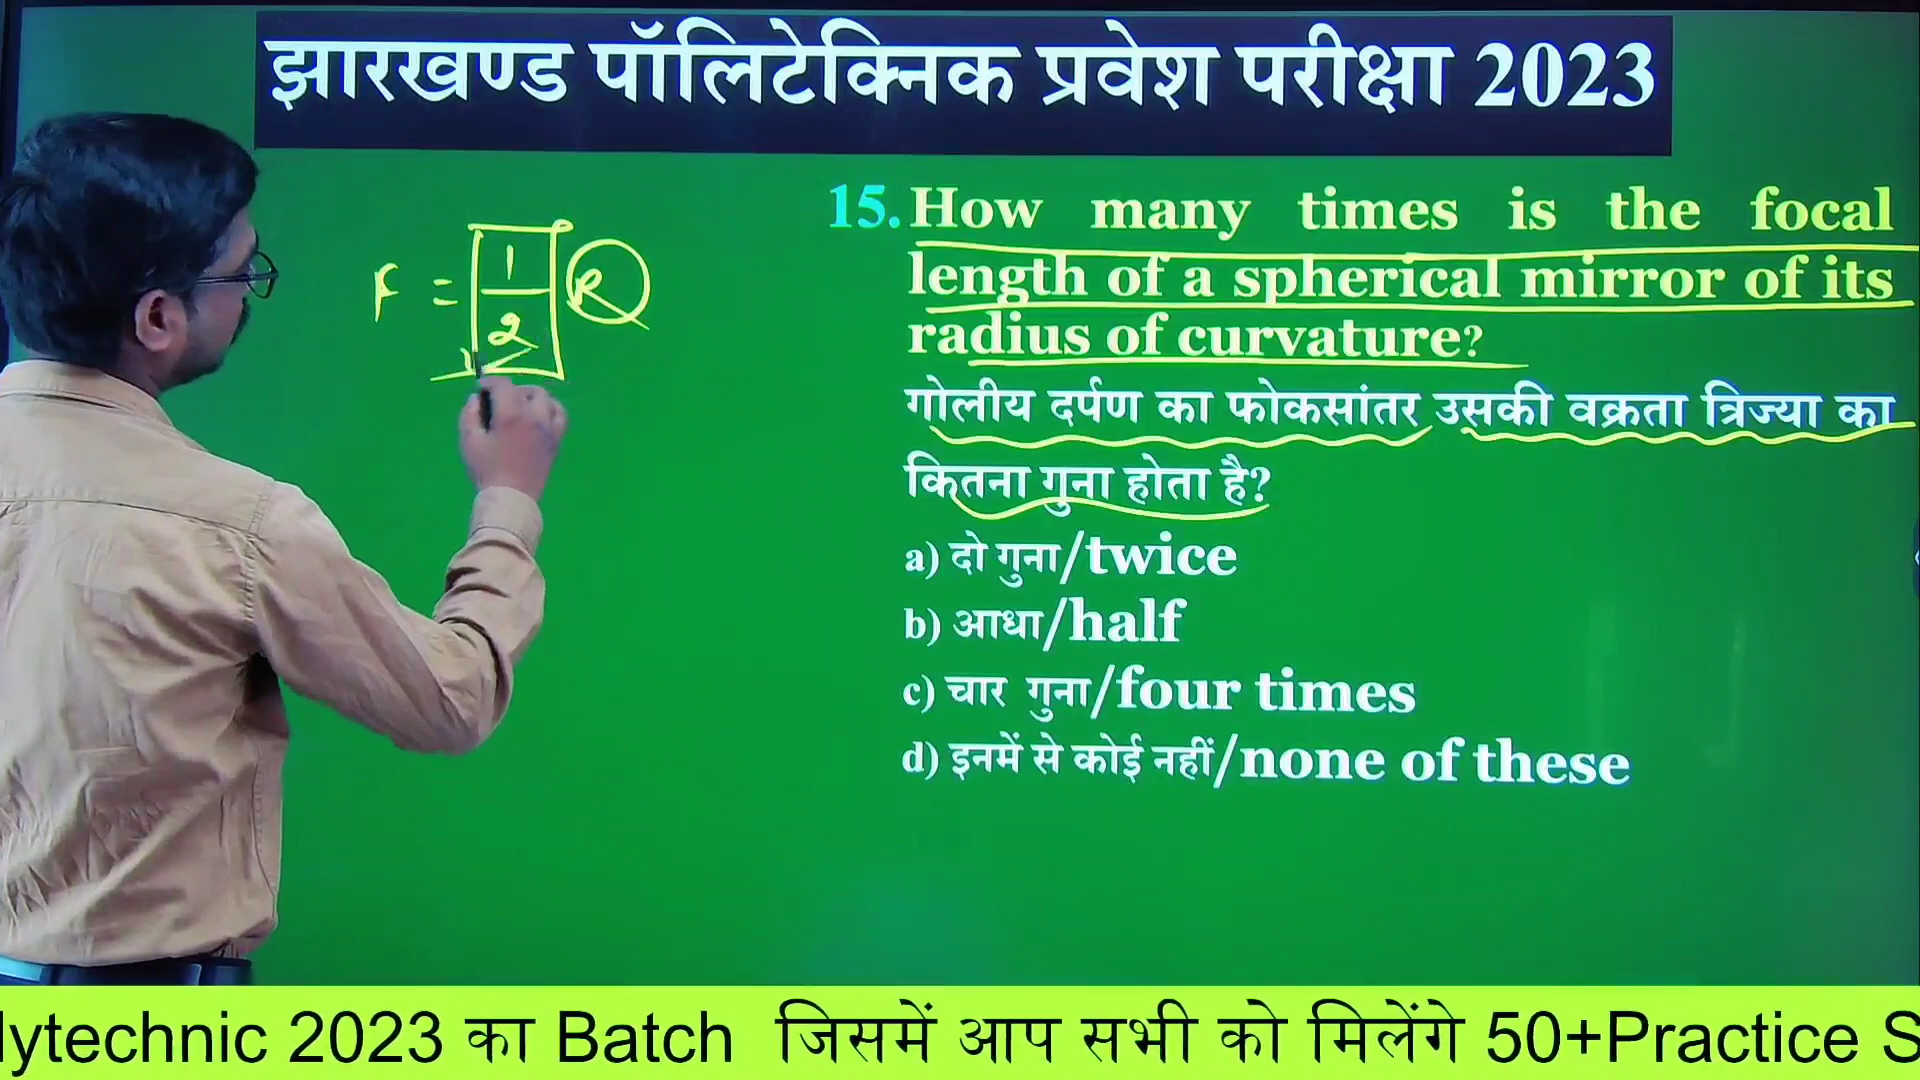 झारखण्ड पॉलिटेक्निक प्रवेश परीक्षा 2023
F = 1/2 R
15. How many times is the focal
length of a spherical mirror of its
radius of curvature?
गोलीय दर्पण का फोकसांतर उसकी वक्रता त्रिज्या का
कितना गुना होता है?
a) दो गुना/twice
b) आधा/half
c) चार गुना/four times
d) इनमें से कोई नहीं/none of these
lytechnic 2023 का Batch जिसमें आप सभी को मिलेंगे 50+Practice S